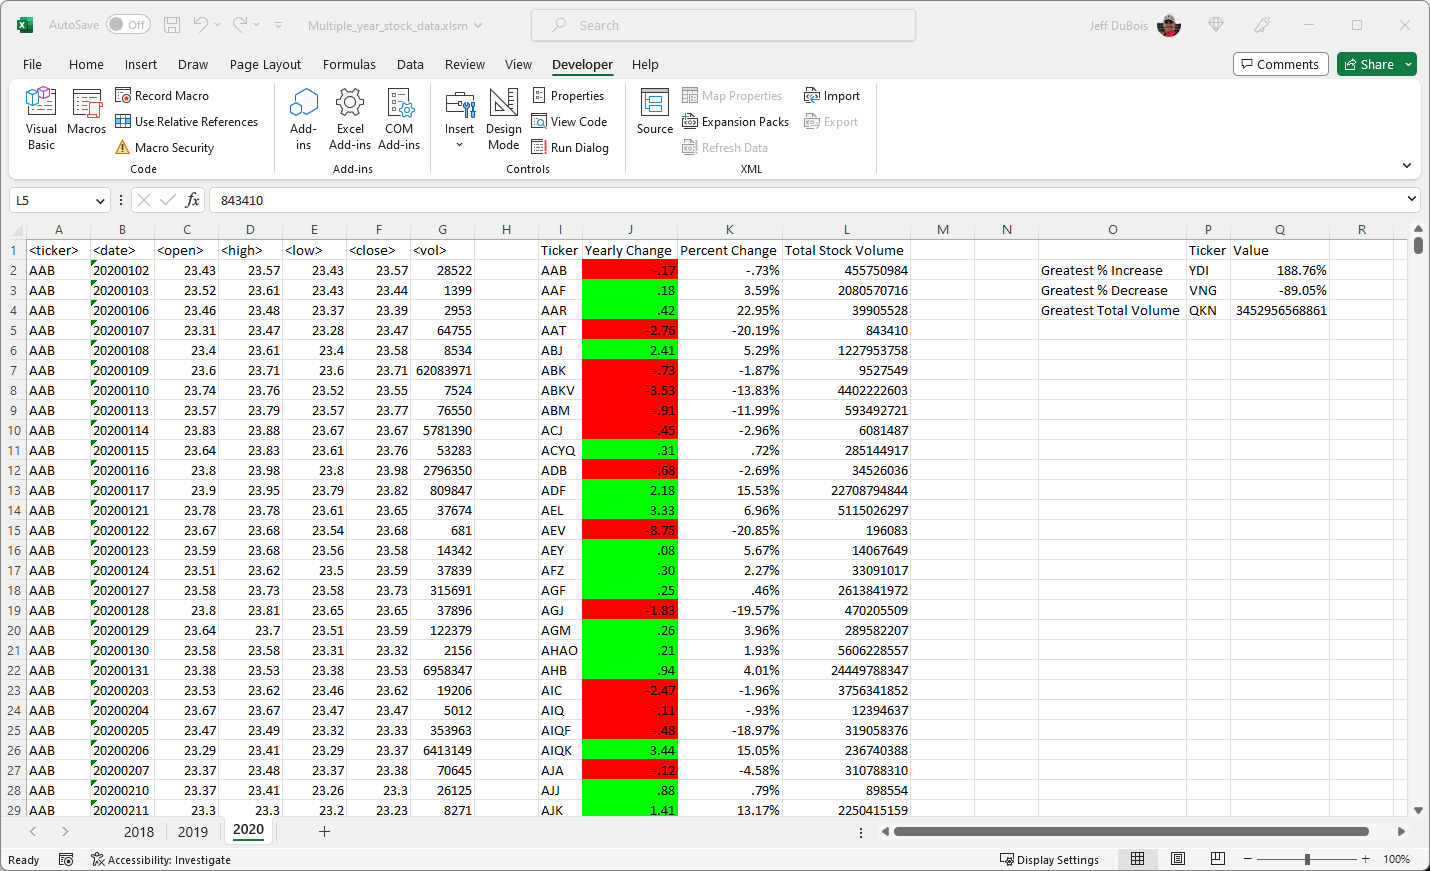 AutoSave Off Multiple_year_stock_data.xlsm Search Jeff DuBois
File Home Insert Draw Page Layout Formulas Data Review View Developer Help Comments Share
Visual Basic
Macros
Record Macro
Use Relative References
Macro Security
Code
Add-ins
Excel Add-ins
COM Add-ins
Add-ins
Insert
Design Mode
Properties
View Code
Run Dialog
Controls
Source
Map Properties
Expansion Packs
Refresh Data
Import
Export
XML
L5 fx 843410
A B C D E F G H I J K L M N O P Q R
1 <ticker> <date> <open> <high> <low> <close> <vol> Ticker Yearly Change Percent Change Total Stock Volume Ticker Value
2 AAB 20200102 23.43 23.57 23.43 23.57 28522 AAB -.17 -.73% 455750984 Greatest % Increase YDI 188.76%
3 AAB 20200103 23.52 23.61 23.43 23.44 1399 AAF .18 3.59% 2080570716 Greatest % Decrease VNG -89.05%
4 AAB 20200106 23.46 23.48 23.37 23.39 2953 AAR .42 22.95% 39905528 Greatest Total Volume QKN 3452956568861
5 AAB 20200107 23.31 23.47 23.28 23.47 64755 AAT -2.76 -20.19% 843410
6 AAB 20200108 23.4 23.61 23.4 23.58 8534 ABJ 2.41 5.29% 1227953758
7 AAB 20200109 23.6 23.71 23.6 23.71 62083971 ABK -.73 -1.87% 9527549
8 AAB 20200110 23.74 23.76 23.52 23.55 7524 ABKV -3.53 -13.83% 4402222603
9 AAB 20200113 23.57 23.79 23.57 23.77 76550 ABM -.91 -11.99% 593492721
10 AAB 20200114 23.83 23.88 23.67 23.67 5781390 ACJ -.45 -2.96% 6081487
11 AAB 20200115 23.64 23.83 23.61 23.76 53283 ACYQ .31 .72% 285144917
12 AAB 20200116 23.8 23.98 23.8 23.98 2796350 ADB -.68 -2.69% 34526036
13 AAB 20200117 23.9 23.95 23.79 23.82 809847 ADF 2.18 15.53% 22708794844
14 AAB 20200121 23.78 23.78 23.61 23.65 37674 AEL 3.33 6.96% 5115026297
15 AAB 20200122 23.67 23.68 23.54 23.68 681 AEV -8.75 -20.85% 196083
16 AAB 20200123 23.59 23.68 23.56 23.58 14342 AEY .08 5.67% 14067649
17 AAB 20200124 23.51 23.62 23.5 23.59 37839 AFZ .30 2.27% 33091017
18 AAB 20200127 23.58 23.73 23.58 23.73 315691 AGF .25 .46% 2613841972
19 AAB 20200128 23.8 23.81 23.65 23.65 37896 AGJ -1.83 -19.57% 470205509
20 AAB 20200129 23.64 23.7 23.51 23.59 122379 AGM .26 3.96% 289582207
21 AAB 20200130 23.58 23.58 23.31 23.32 2156 AHAO .21 1.93% 5606228557
22 AAB 20200131 23.38 23.53 23.38 23.53 6958347 AHB .94 4.01% 24449788347
23 AAB 20200203 23.53 23.62 23.46 23.62 19206 AIC -2.47 -1.96% 3756341852
24 AAB 20200204 23.67 23.67 23.47 23.47 5012 AIQ -.11 -.93% 12394637
25 AAB 20200205 23.47 23.49 23.32 23.33 353963 AIQF -.48 -18.97% 319058376
26 AAB 20200206 23.29 23.41 23.29 23.37 6413149 AIQK 3.44 15.05% 236740388
27 AAB 20200207 23.37 23.48 23.37 23.38 70645 AJA -.12 -4.58% 310788310
28 AAB 20200210 23.37 23.41 23.26 23.3 26125 AJJ .88 .79% 898554
29 AAB 20200211 23.3 23.3 23.2 23.23 8271 AJK 1.41 13.17% 2250415159
2018 2019 2020
Ready Accessibility: Investigate Display Settings 100%